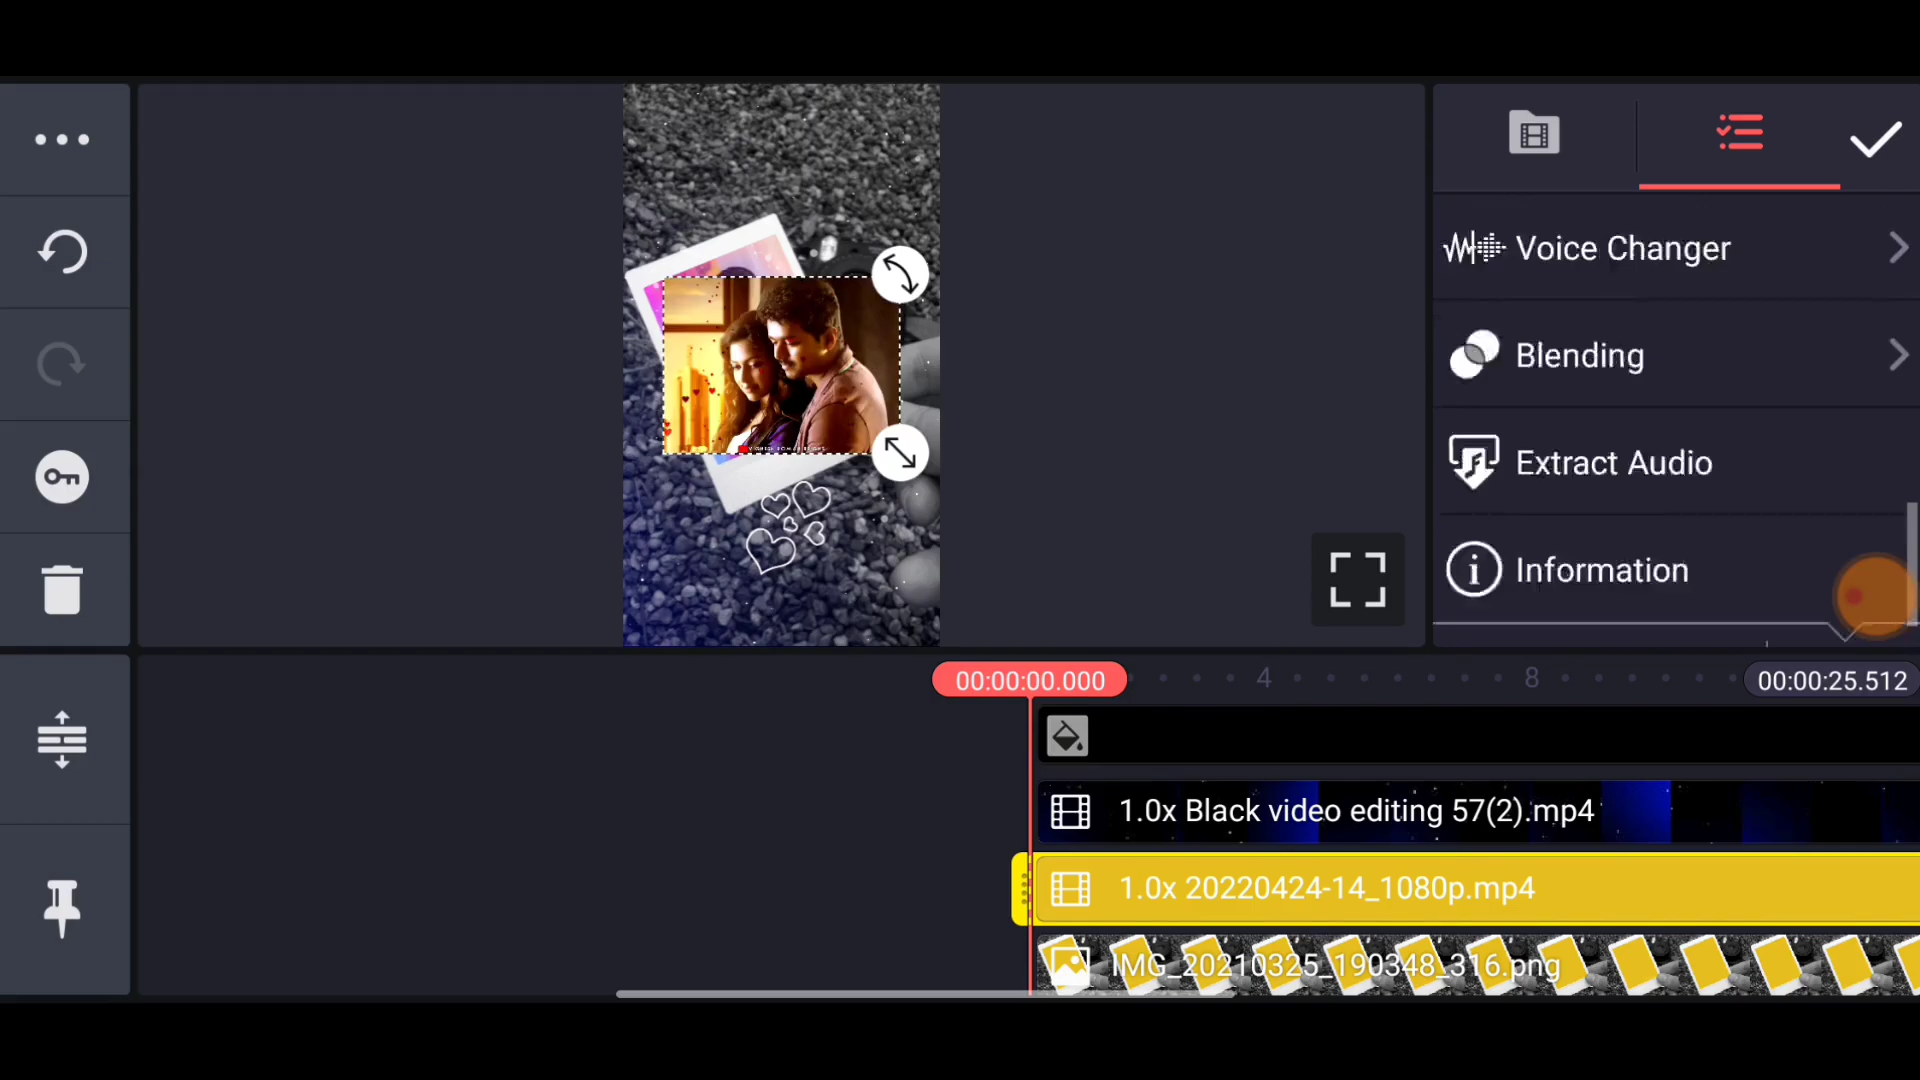 Voice Changer
Blending
Extract Audio
Information
00:00:00.000
4
8
00:00:25.512
1.0x Black video editing 57(2).mp4
1.0x 20220424-14_1080p.mp4
IMG_20210325_190348_316.png